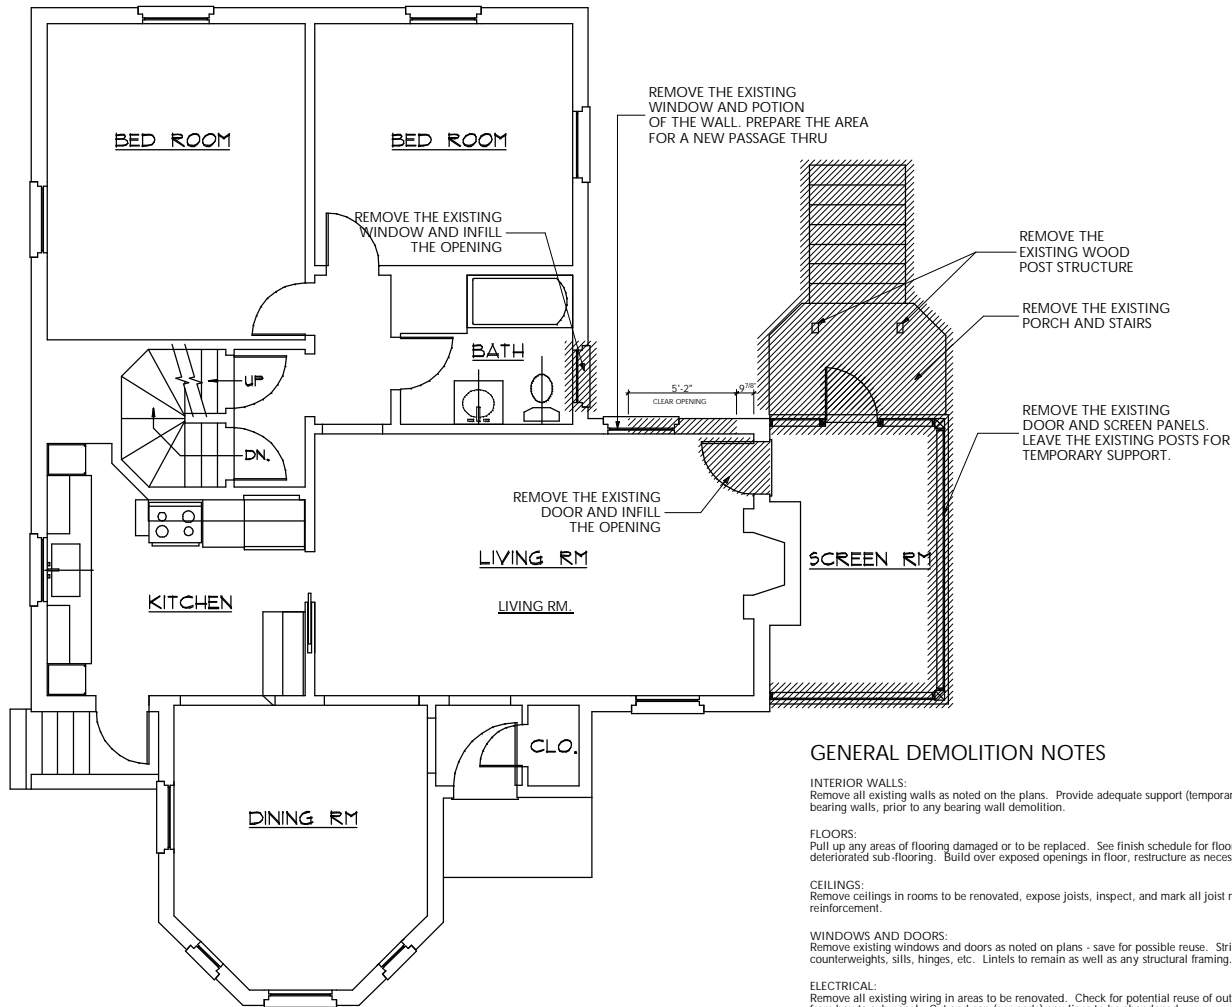 REMOVE THE EXISTING
WINDOW AND POTION
OF THE WALL. PREPARE THE AREA
FOR A NEW PASSAGE THRU
BED ROOM
BED ROOM
REMOVE THE EXISTING
WINDOW AND INFILL
THE OPENING
REMOVE THE
EXISTING WOOD
POST STRUCTURE
REMOVE THE EXISTING
PORCH AND STAIRS
BATH
UP
5'-2"
CLEAR OPENING
9 7/8"
REMOVE THE EXISTING
DOOR AND SCREEN PANELS.
LEAVE THE EXISTING POSTS FOR
TEMPORARY SUPPORT.
DN.
REMOVE THE EXISTING
DOOR AND INFILL
THE OPENING
LIVING RM
SCREEN RM
KITCHEN
LIVING RM.
CLO.
DINING RM
GENERAL DEMOLITION NOTES
INTERIOR WALLS:
Remove all existing walls as noted on the plans. Provide adequate support (temporar
bearing walls, prior to any bearing wall demolition.
FLOORS:
Pull up any areas of flooring damaged or to be replaced. See finish schedule for floor
deteriorated sub-flooring. Build over exposed openings in floor, restructure as neces
CEILINGS:
Remove ceilings in rooms to be renovated, expose joists, inspect, and mark all joist n
reinforcement.
WINDOWS AND DOORS:
Remove existing windows and doors as noted on plans - save for possible reuse. Stri
counterweights, sills, hinges, etc. Lintels to remain as well as any structural framing.
ELECTRICAL:
Remove all existing wiring in areas to be renovated. Check for potential reuse of out